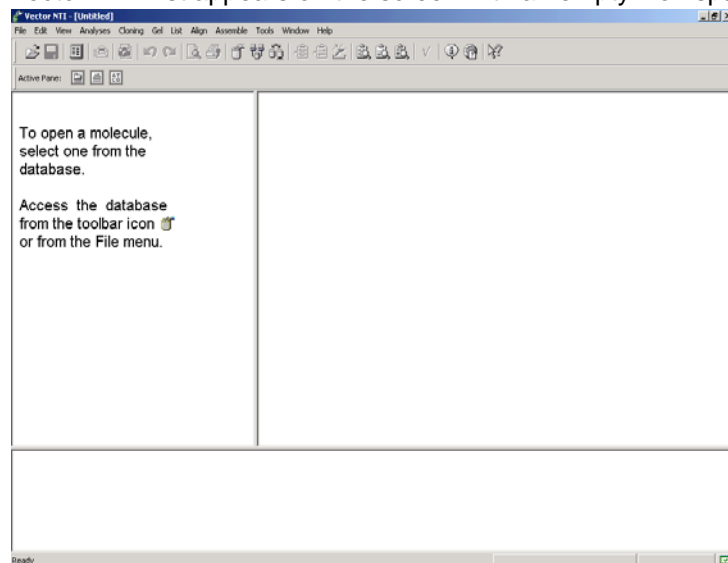 Vector NTI - [Untitled]
File Edit View Analyses Cloning Gel List Align Assemble Tools Window Help
Active Pane:
To open a molecule,
select one from the
database.
Access the database
from the toolbar icon
or from the File menu.
Ready